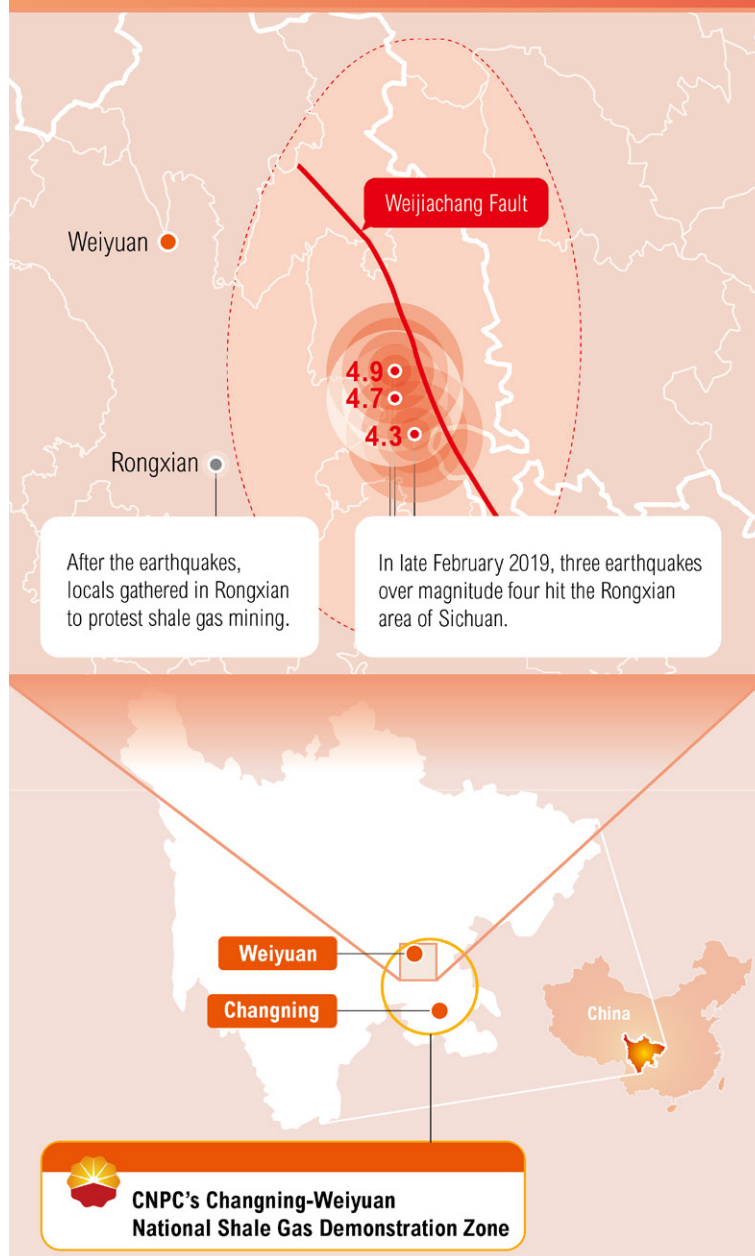 Weijiachang Fault
Weiyuan
4.9
4.7
4.3
Rongxian
After the earthquakes,
locals gathered in Rongxian
to protest shale gas mining.
In late February 2019, three earthquakes
over magnitude four hit the Rongxian
area of Sichuan.
Weiyuan
Changning
China
CNPC's Changning-Weiyuan
National Shale Gas Demonstration Zone